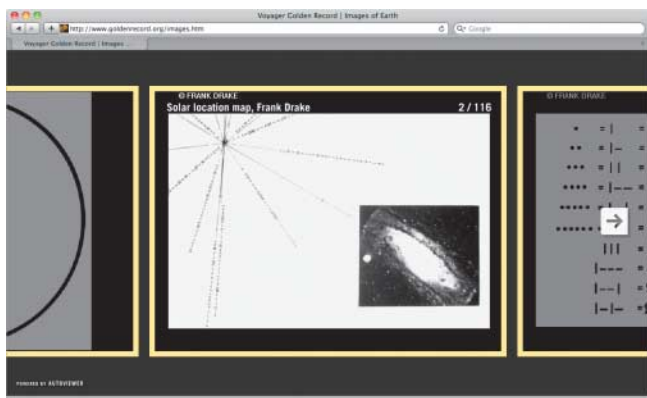 Voyager Golden Record | Images of Earth
http://www.goldenrecord.org/images.htm
Google
Voyager Golden Record | Images ...
© FRANK DRAKE
Solar location map, Frank Drake
2 / 116
© FRANK DRAKE
POWERED BY AUTOVIEWER